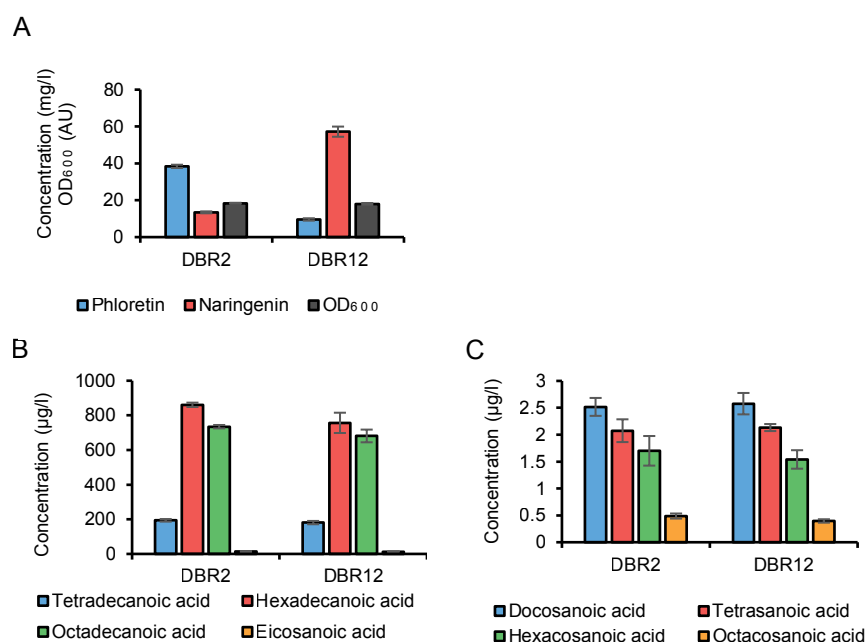 A
Concentration (mg/l)
OD600 (AU)
80
60
40
20
0
DBR2 DBR12
Phloretin Naringenin OD600
B
Concentration (µg/l)
1000
800
600
400
200
0
DBR2 DBR12
Tetradecanoic acid Hexadecanoic acid
Octadecanoic acid Eicosanoic acid
C
Concentration (µg/l)
3
2.5
2
1.5
1
0.5
0
DBR2 DBR12
Docosanoic acid Tetrasanoic acid
Hexacosanoic acid Octacosanoic acid